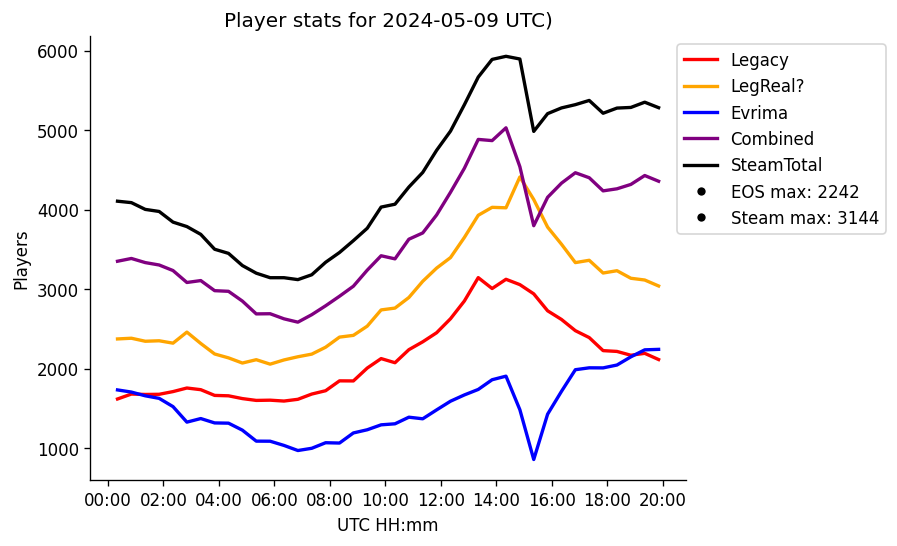 Player stats for 2024-05-09 UTC)
Players
6000
5000
4000
3000
2000
1000
00:00 02:00 04:00 06:00 08:00 10:00 12:00 14:00 16:00 18:00 20:00
UTC HH:mm
Legacy
LegReal?
Evrima
Combined
SteamTotal
EOS max: 2242
Steam max: 3144